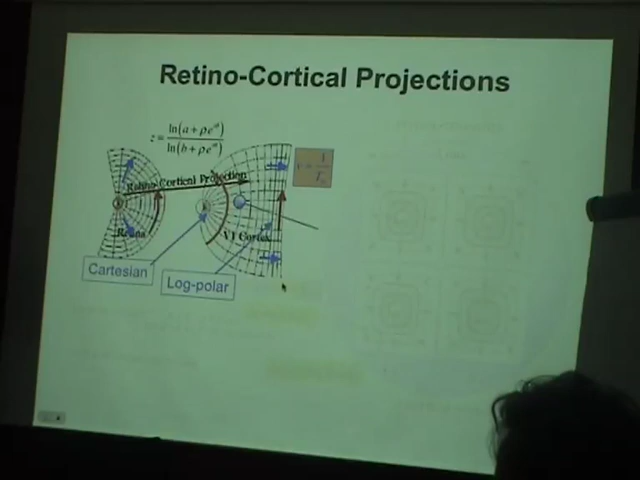 Retino-Cortical Projections
z = ln(a + ρe^iθ) / ln(b + ρe^iθ)
Retino-Cortical Projection
Retina
V1 Cortex
Cartesian
Log-polar